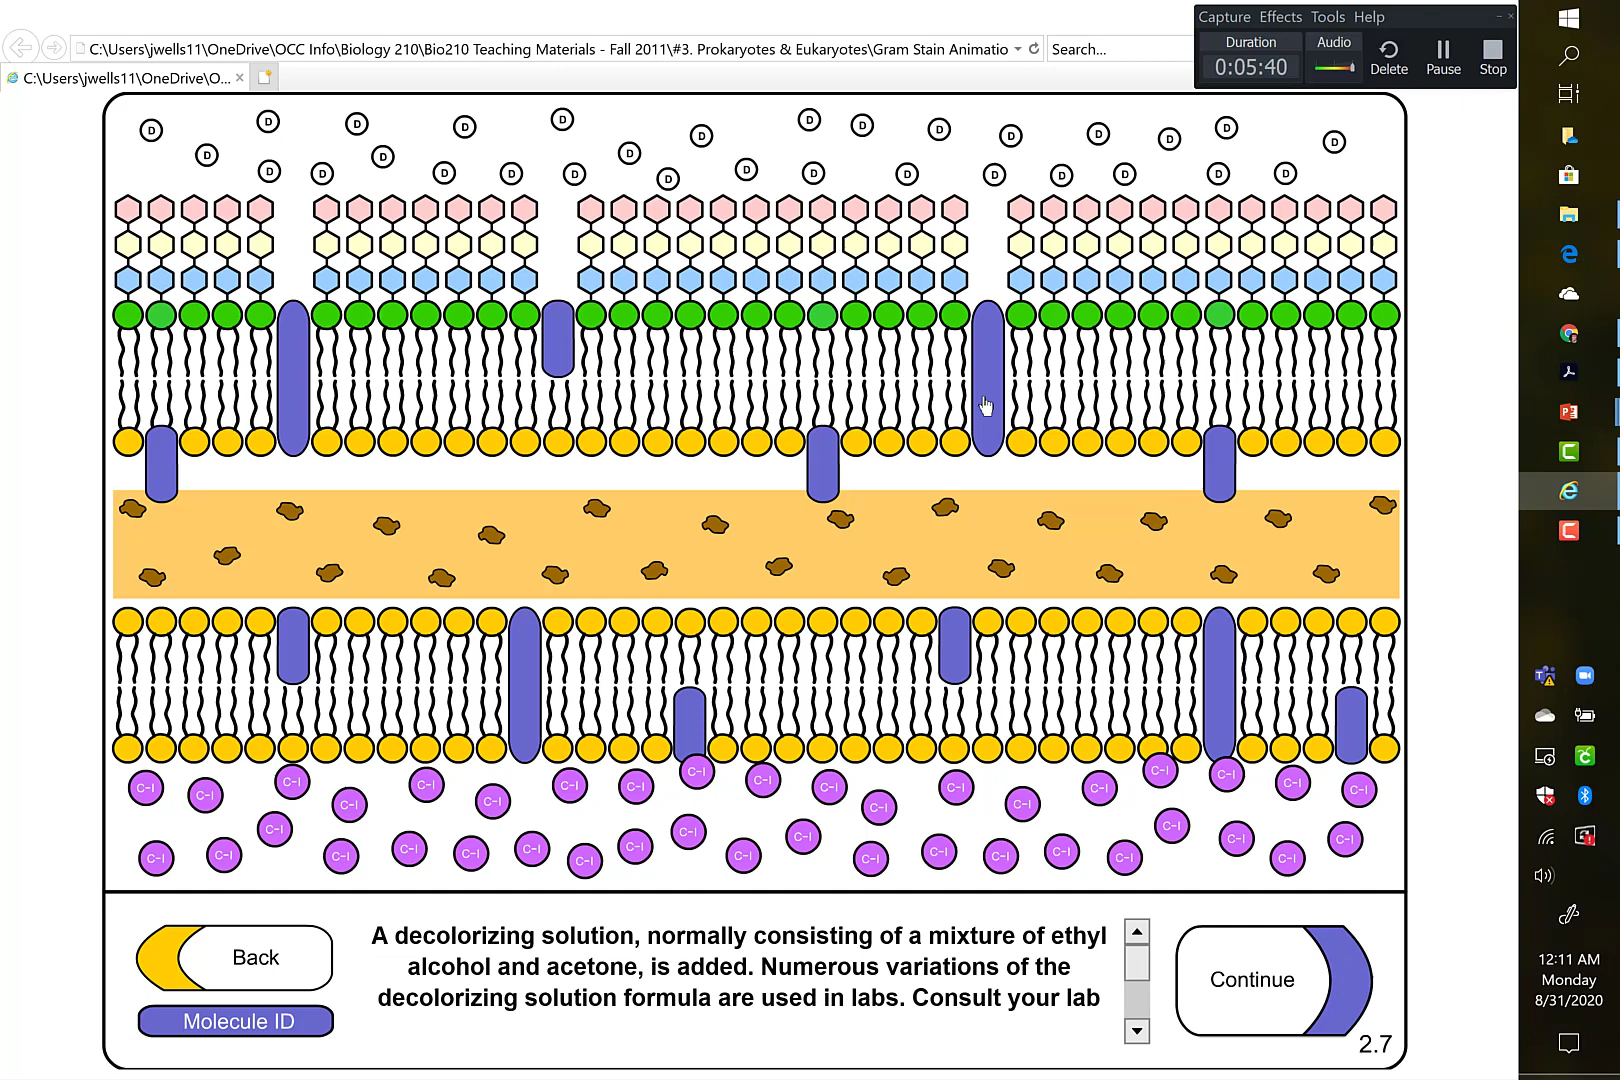 Capture Effects Tools Help
Duration
Audio
0:05:40
Delete
Pause
Stop
C:\Users\jwells11\OneDrive\OCC Info\Biology 210\Bio210 Teaching Materials - Fall 2011\#3. Prokaryotes & Eukaryotes\Gram Stain Animatio
Search...
C:\Users\jwells11\OneDrive\O...
D D D D D D D D D D D D D D
D D D D D D D D D D D D D D D D D D
C-I C-I C-I C-I C-I C-I C-I C-I C-I C-I C-I C-I C-I C-I C-I C-I C-I C-I C-I
C-I C-I C-I C-I C-I C-I C-I C-I C-I C-I C-I C-I C-I C-I C-I C-I C-I C-I C-I C-I
A decolorizing solution, normally consisting of a mixture of ethyl
alcohol and acetone, is added. Numerous variations of the
decolorizing solution formula are used in labs. Consult your lab
Back
Molecule ID
Continue
2.7
12:11 AM
Monday
8/31/2020